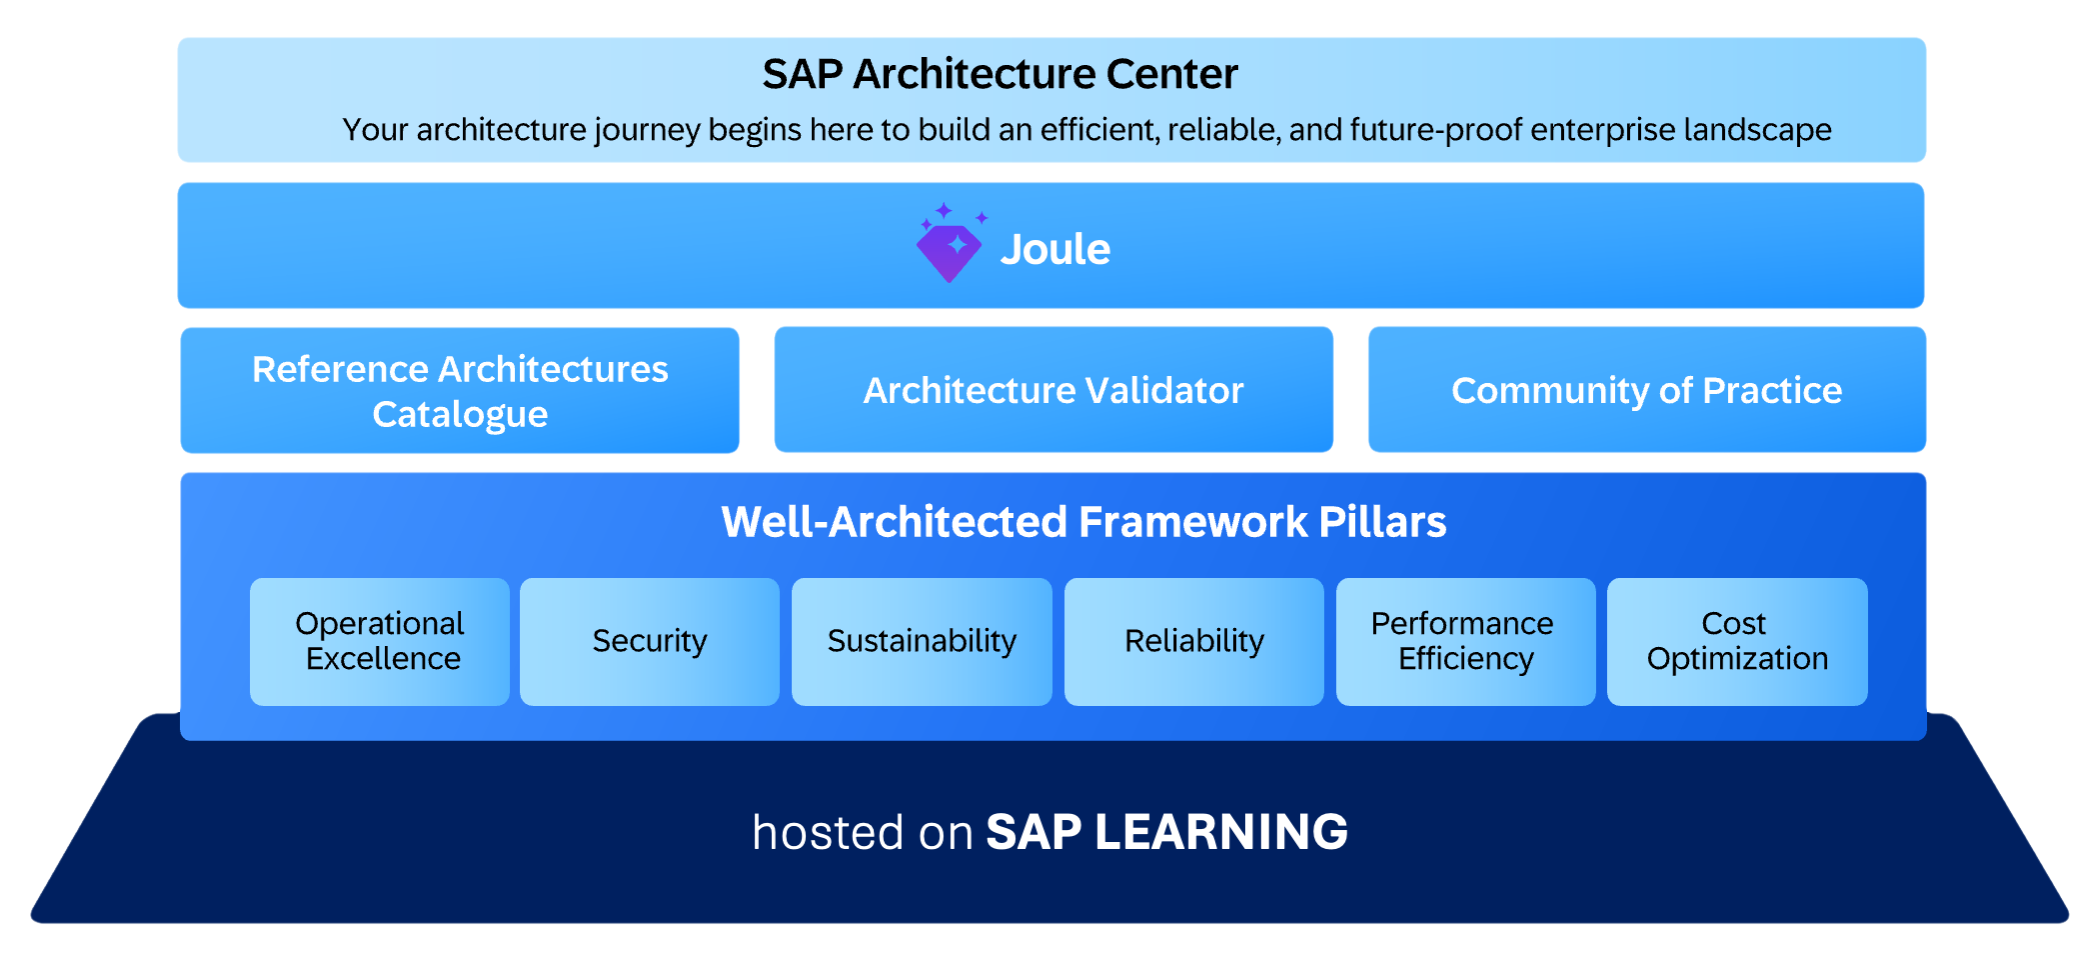 SAP Architecture Center
Your architecture journey begins here to build an efficient, reliable, and future-proof enterprise landscape
Joule
Reference Architectures
Catalogue
Architecture Validator
Community of Practice
Well-Architected Framework Pillars
Operational
Excellence
Security
Sustainability
Reliability
Performance
Efficiency
Cost
Optimization
hosted on SAP LEARNING